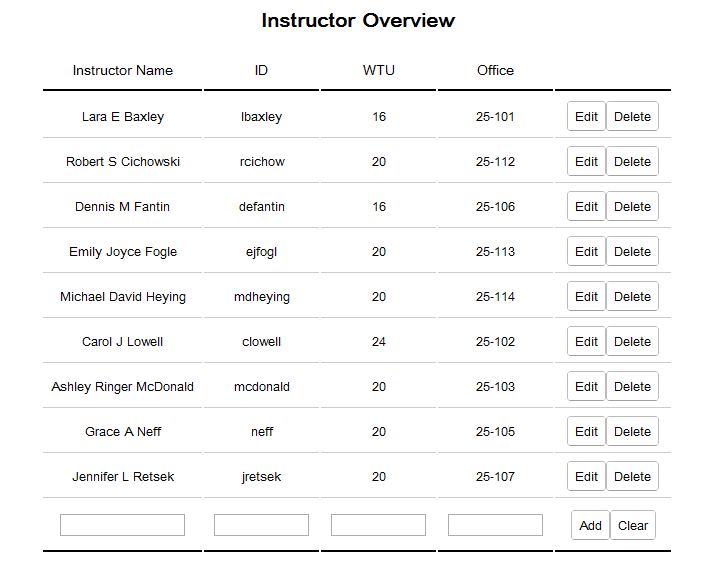 Instructor Overview
Instructor Name ID WTU Office
Lara E Baxley lbaxley 16 25-101 Edit Delete
Robert S Cichowski rcichow 20 25-112 Edit Delete
Dennis M Fantin defantin 16 25-106 Edit Delete
Emily Joyce Fogle ejfogl 20 25-113 Edit Delete
Michael David Heying mdheying 20 25-114 Edit Delete
Carol J Lowell clowell 24 25-102 Edit Delete
Ashley Ringer McDonald mcdonald 20 25-103 Edit Delete
Grace A Neff neff 20 25-105 Edit Delete
Jennifer L Retsek jretsek 20 25-107 Edit Delete
Add Clear